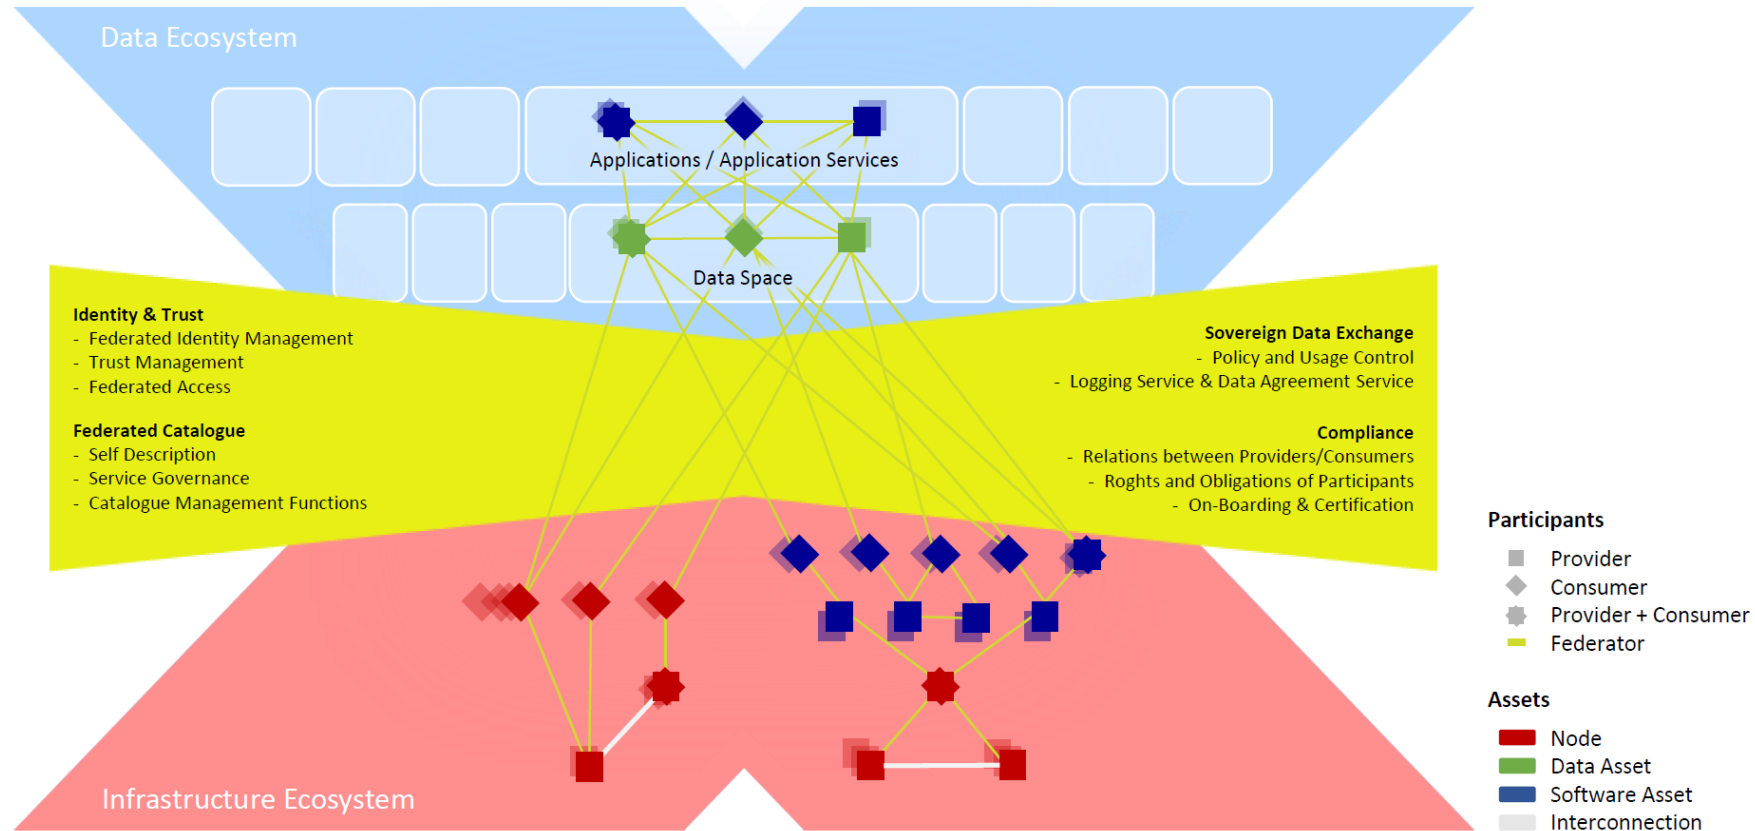 Data Ecosystem
Applications / Application Services
Data Space
Identity & Trust
- Federated Identity Management
- Trust Management
- Federated Access
Federated Catalogue
- Self Description
- Service Governance
- Catalogue Management Functions
Sovereign Data Exchange
- Policy and Usage Control
- Logging Service & Data Agreement Service
Compliance
- Relations between Providers/Consumers
- Roghts and Obligations of Participants
- On-Boarding & Certification
Infrastructure Ecosystem
Participants
Provider
Consumer
Provider + Consumer
Federator
Assets
Node
Data Asset
Software Asset
Interconnection